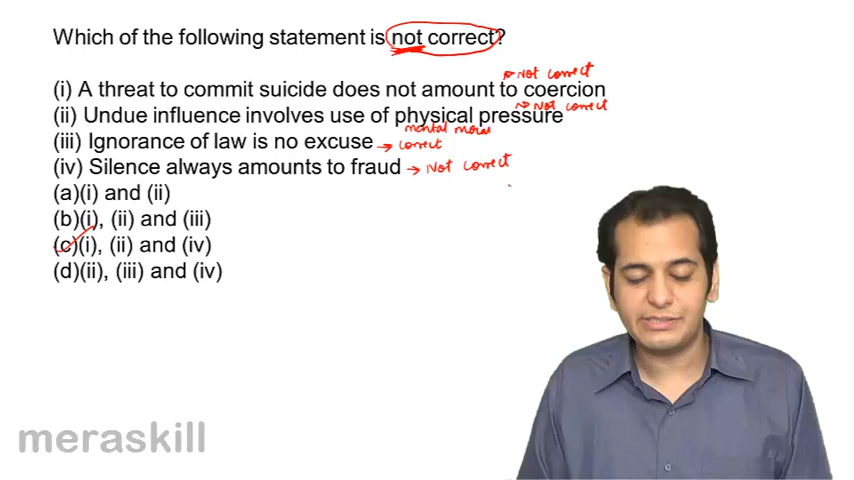 Which of the following statement is not correct?
Not correct
(i) A threat to commit suicide does not amount to coercion
Not correct
(ii) Undue influence involves use of physical pressure
mental moral
(iii) Ignorance of law is no excuse → correct
(iv) Silence always amounts to fraud → Not correct
(a)(i) and (ii)
(b)(i), (ii) and (iii)
(c)(i), (ii) and (iv)
(d)(ii), (iii) and (iv)
meraskill